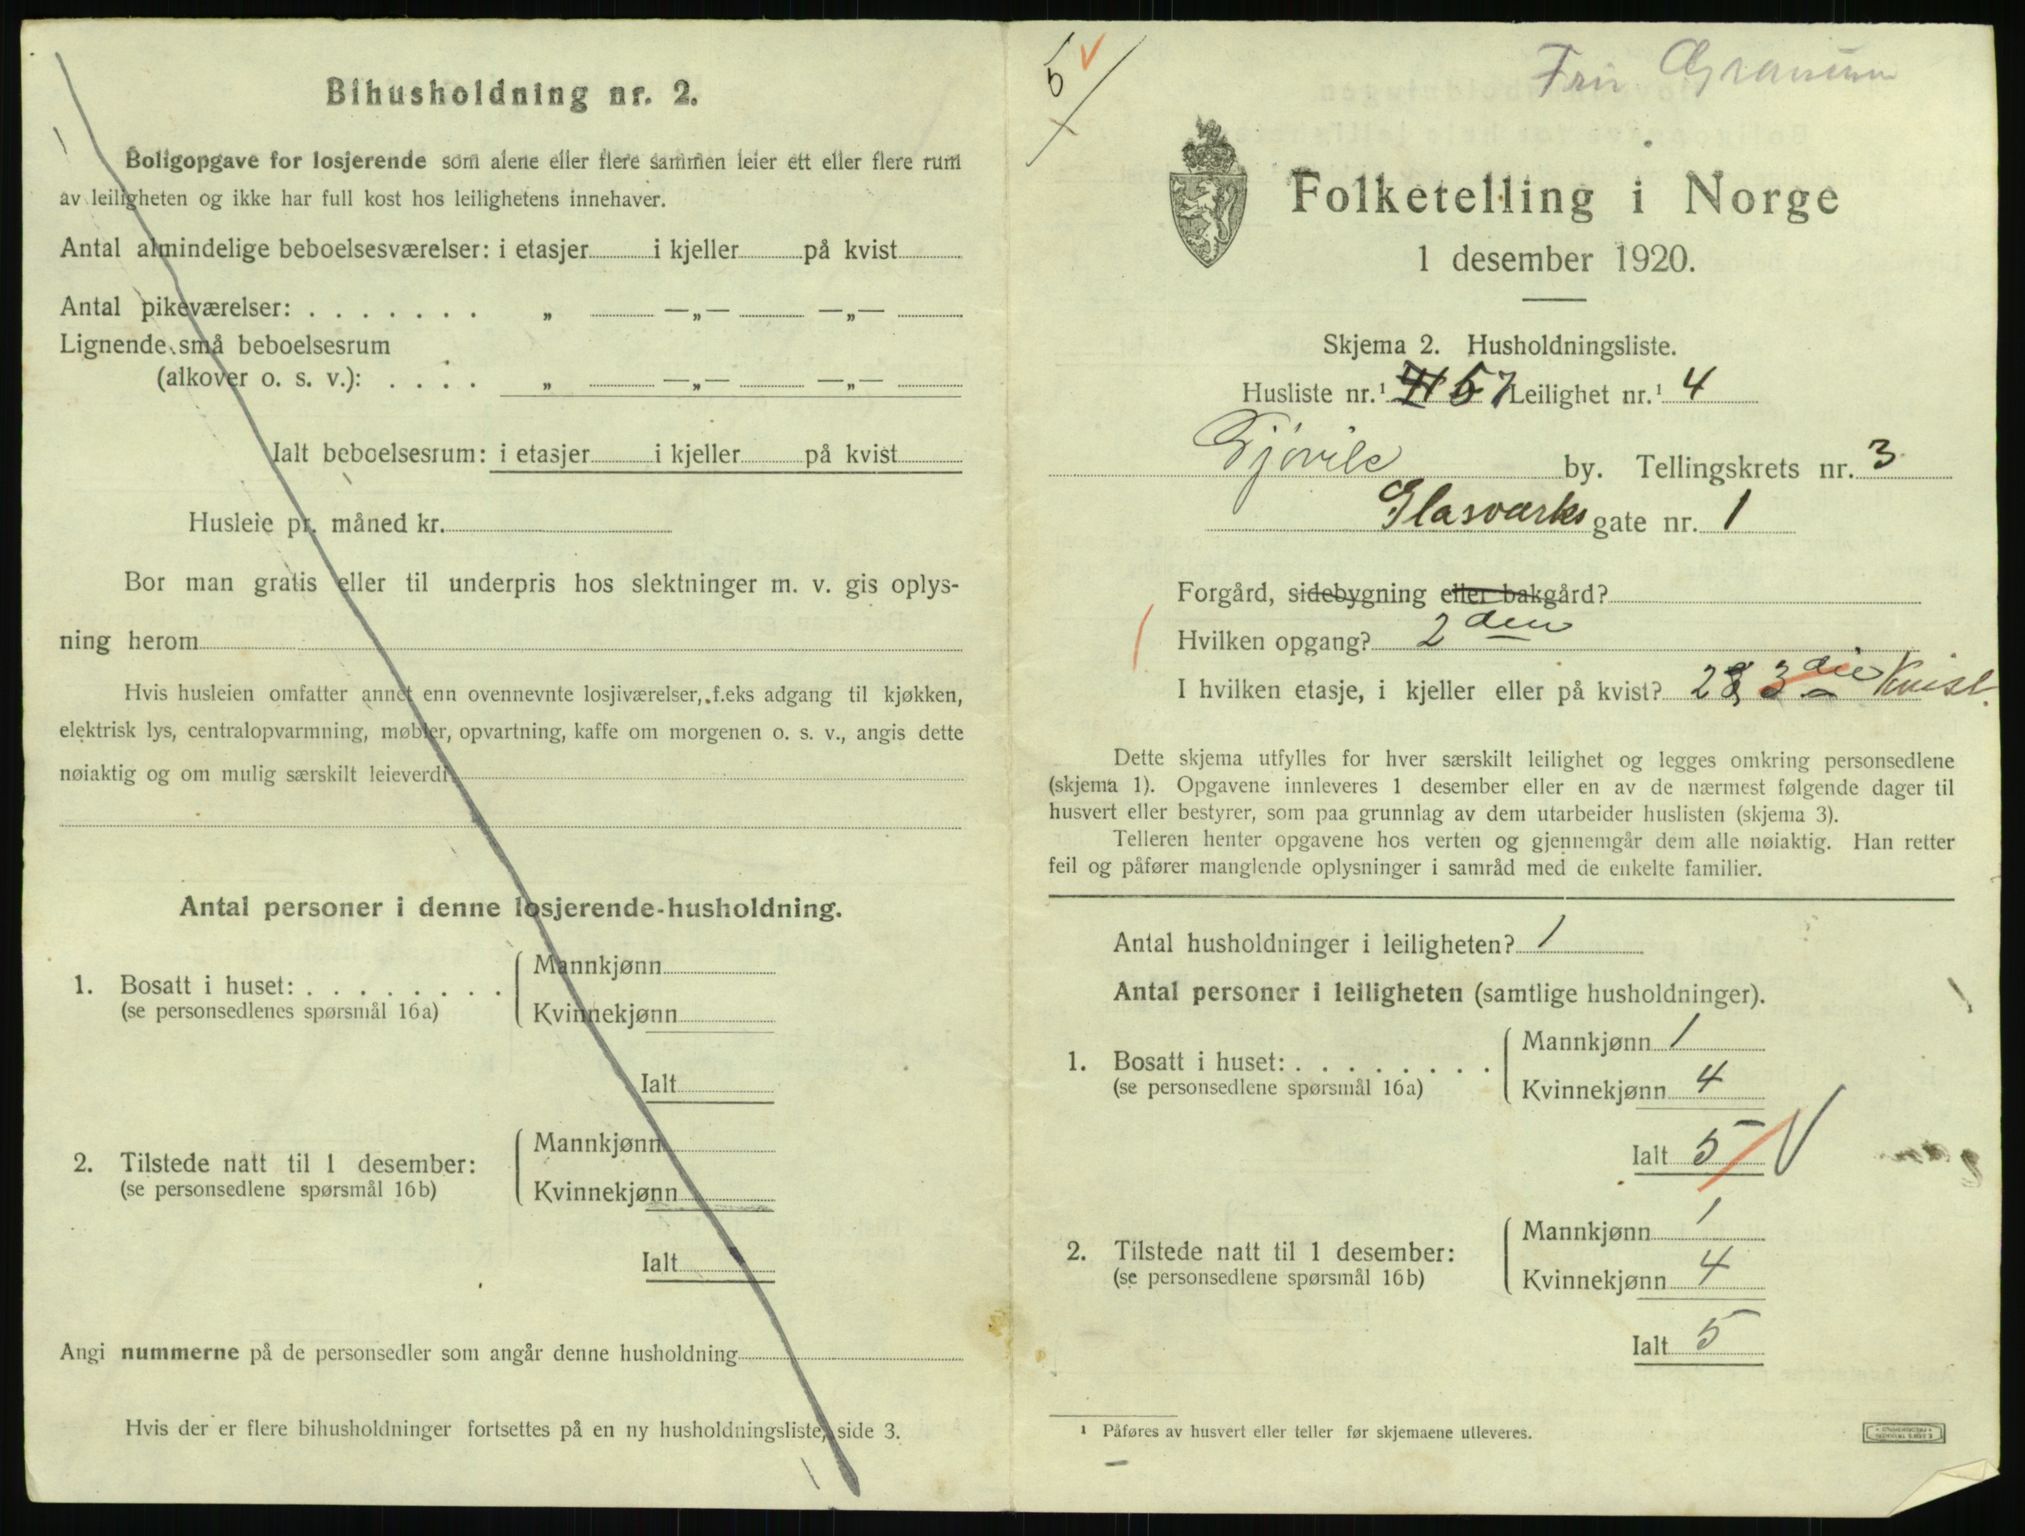 Bihusholdning nr. 2.
Boligopgave for losjerende som alene eller flere sammen leier ett eller flere rum
av leiligheten og ikke har full kost hos leilighetens innehaver.
Antal almindelige beboelsesværelser: i etasjer i kjeller på kvist
Antal pikeværelser: . . . . . . . „ —„— —„—
Lignende små beboelsesrum
(alkover o. s. v.): . . . . „ —„— —„—
Ialt beboelsesrum: i etasjer i kjeller på kvist
Husleie pr. måned kr.
Bor man gratis eller til underpris hos slektninger m. v. gis oplys-
ning herom
Hvis husleien omfatter annet enn ovennevnte losjiværelser, f.eks adgang til kjøkken,
elektrisk lys, centralopvarmning, møbler, opvartning, kaffe om morgenen o. s. v., angis dette
nøiaktig og om mulig særskilt leieverdi
Antal personer i denne losjerende-husholdning.
1. Bosatt i huset: . . . . . . . . Mannkjønn
(se personsedlenes spørsmål 16a) Kvinnekjønn
Ialt
2. Tilstede natt til 1 desember: Mannkjønn
(se personsedlene spørsmål 16b) Kvinnekjønn
Ialt
Angi nummerne på de personsedler som angår denne husholdning
Hvis der er flere bihusholdninger fortsettes på en ny husholdningsliste, side 3.
5
Fru Granum
Folketelling i Norge
1 desember 1920.
Skjema 2. Husholdningsliste.
Husliste nr.¹ 57 Leilighet nr.¹ 4
Gjøvik by. Tellingskrets nr. 3
Glasværks gate nr. 1
Forgård, sidebygning eller bakgård?
Hvilken opgang? 2den
I hvilken etasje, i kjeller eller på kvist? 2 & 3die Kvist.
Dette skjema utfylles for hver særskilt leilighet og legges omkring personsedlene
(skjema 1). Opgavene innleveres 1 desember eller en av de nærmest følgende dager til
husvert eller bestyrer, som paa grunnlag av dem utarbeider huslisten (skjema 3).
Telleren henter opgavene hos verten og gjennemgår dem alle nøiaktig. Han retter
feil og påfører manglende oplysninger i samråd med de enkelte familier.
Antal husholdninger i leiligheten? 1
Antal personer i leiligheten (samtlige husholdninger).
1. Bosatt i huset: . . . . . . . . Mannkjønn 1
(se personsedlene spørsmål 16a) Kvinnekjønn 4
Ialt 5
2. Tilstede natt til 1 desember: Mannkjønn 1
(se personsedlene spørsmål 16b) Kvinnekjønn 4
Ialt 5
¹ Påføres av husvert eller teller før skjemaene utleveres.